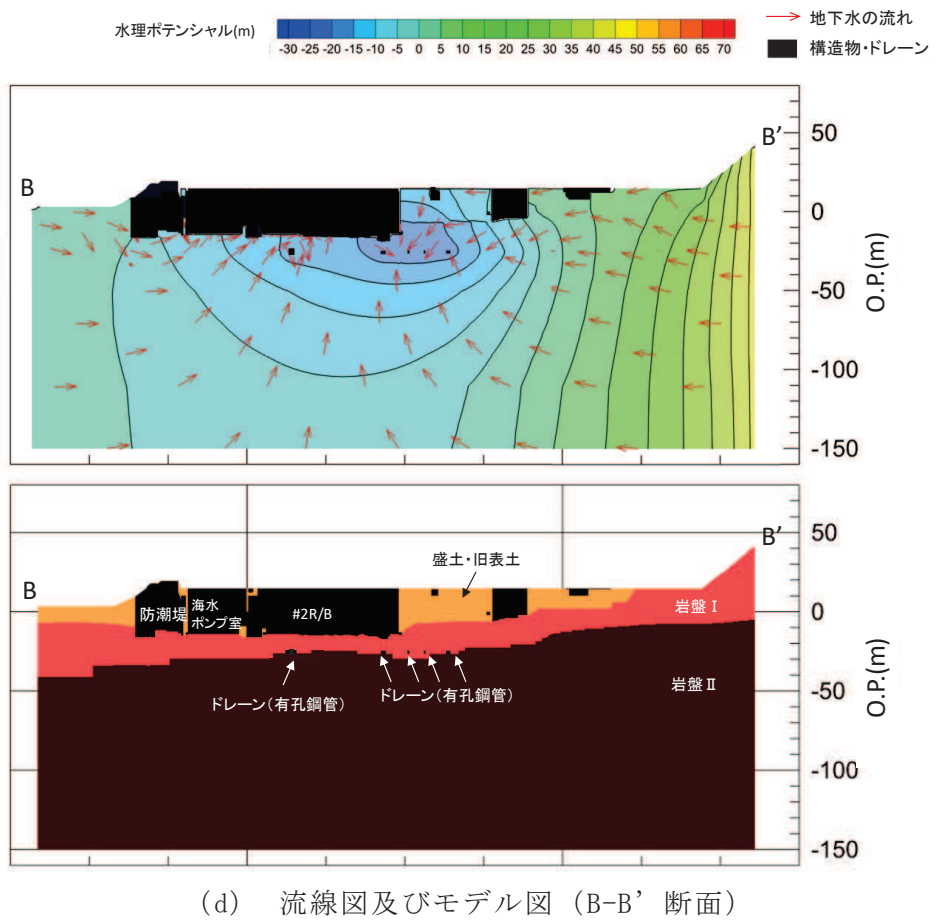 水理ポテンシャル(m)
-30 -25 -20 -15 -10 -5 0 5 10 15 20 25 30 35 40 45 50 55 60 65 70
地下水の流れ
構造物・ドレーン
B
B’
50
0
-50
-100
-150
O.P.(m)
B
B’
盛土・旧表土
防潮堤
海水
ポンプ室
#2R/B
岩盤Ⅰ
岩盤Ⅱ
ドレーン(有孔鋼管)
ドレーン(有孔鋼管)
50
0
-50
-100
-150
O.P.(m)
(d) 流線図及びモデル図 (B-B’ 断面)